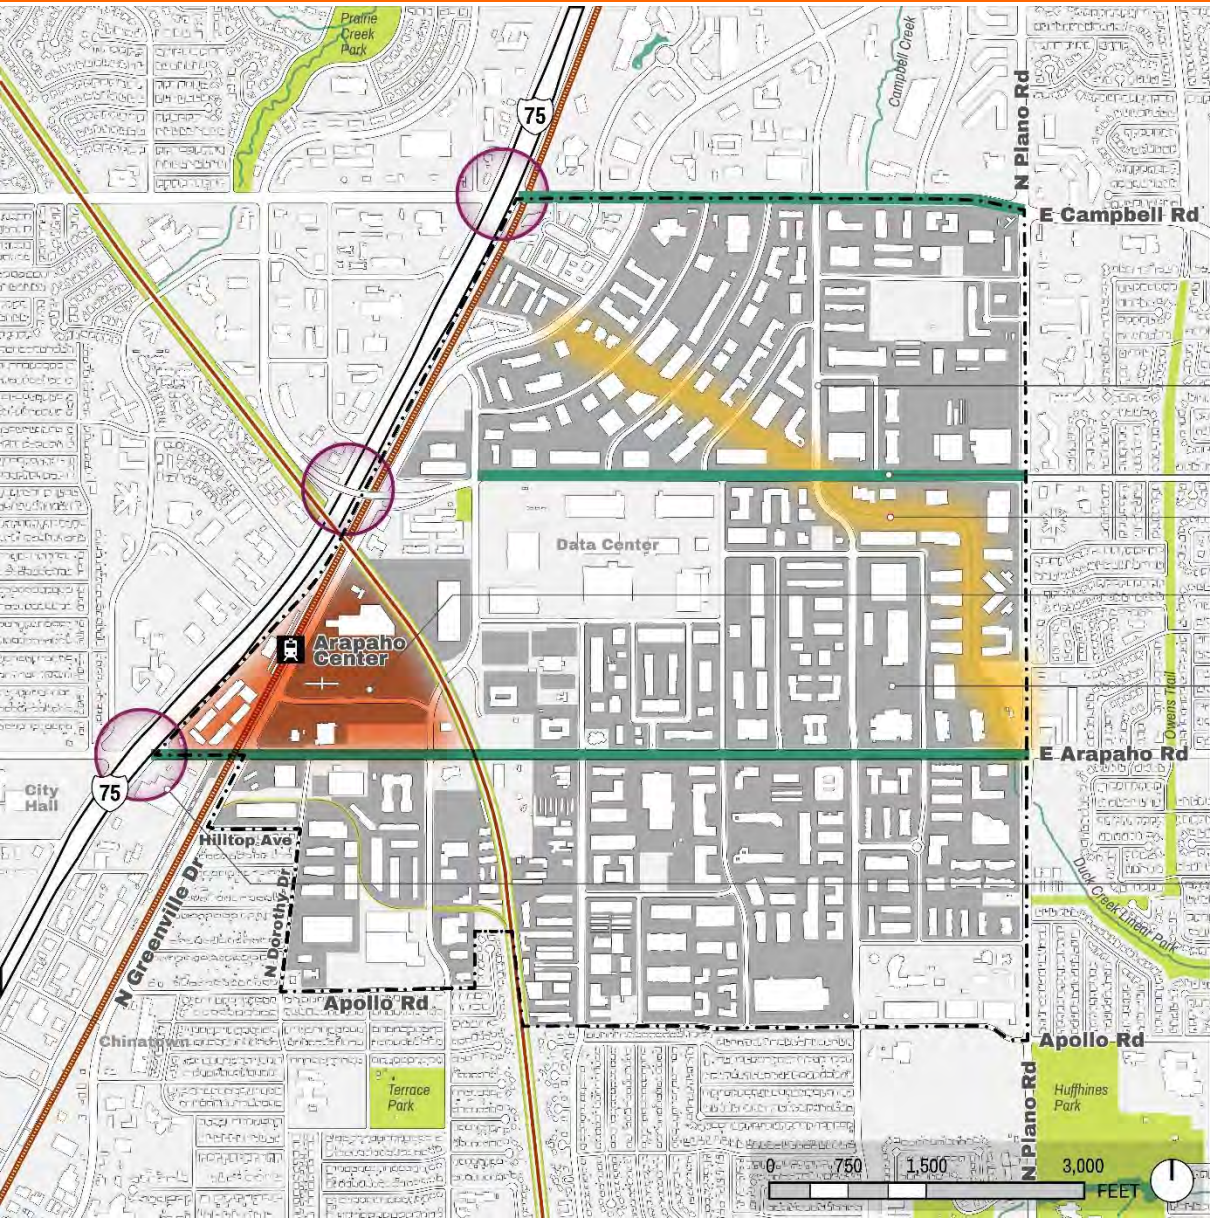 Prairie
Creek
Park
Campbell Creek
75
N Plano Rd
E Campbell Rd
Data Center
Arapaho
Center
Owens Trail
E Arapaho Rd
City
Hall
75
Hilltop Ave
N Greenville Dr
N Dorothy Dr
Duck Creek Linear Park
Apollo Rd
Chinatown
Apollo Rd
Terrace
Park
N Plano Rd
Huffhines
Park
0 750 1,500 3,000
FEET